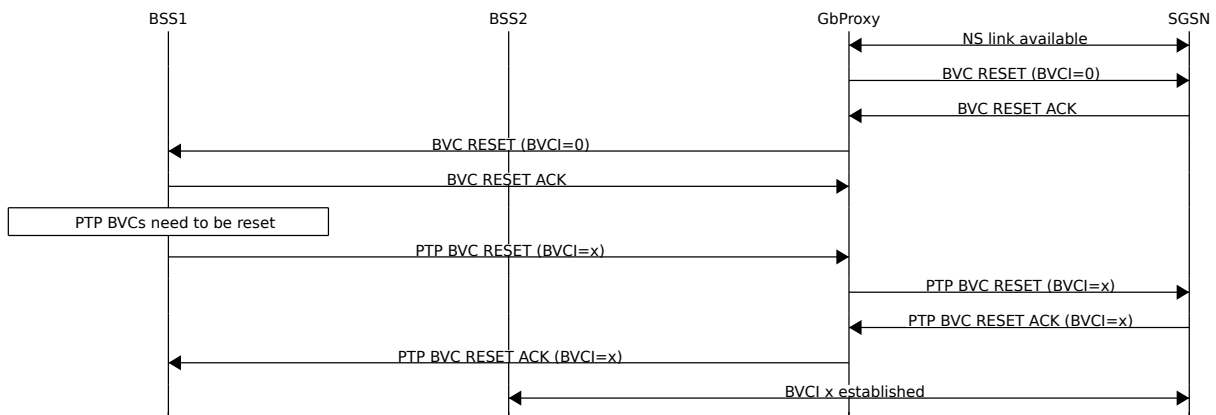 BSS1 BSS2 GbProxy SGSN
NS link available
BVC RESET (BVCI=0)
BVC RESET ACK
BVC RESET (BVCI=0)
BVC RESET ACK
PTP BVCs need to be reset
PTP BVC RESET (BVCI=x)
PTP BVC RESET (BVCI=x)
PTP BVC RESET ACK (BVCI=x)
PTP BVC RESET ACK (BVCI=x)
BVCI x established